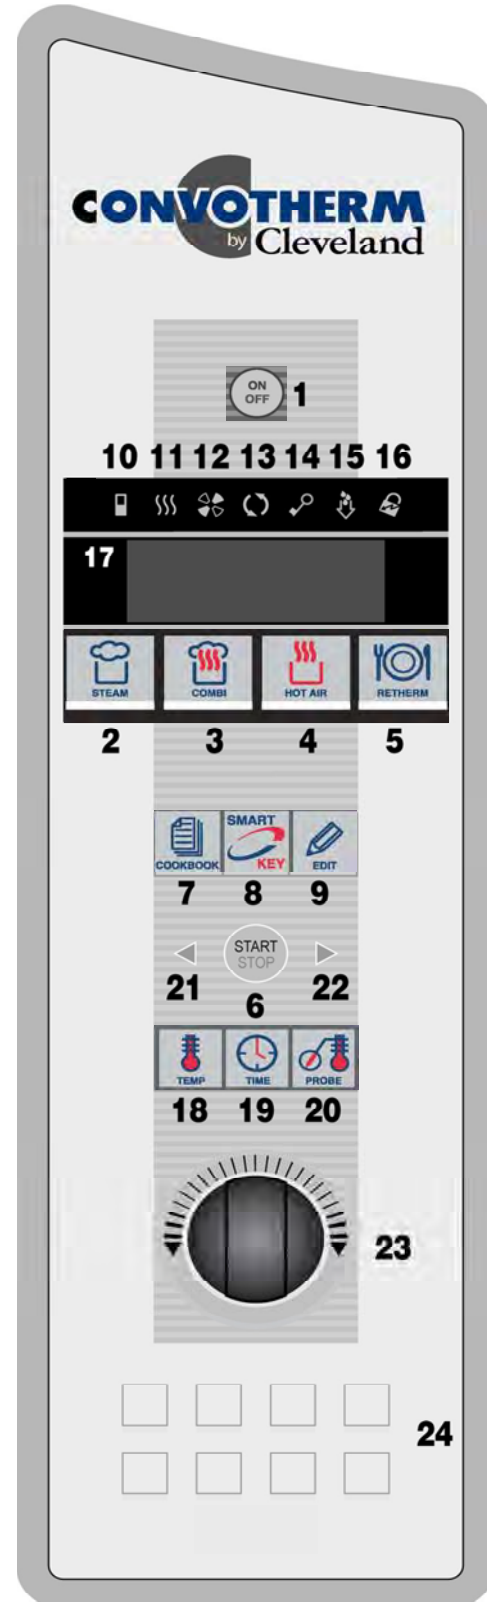 CONVOTHERM
by Cleveland
ON
OFF
1
10 11 12 13 14 15 16
17
STEAM COMBI HOT AIR RETHERM
2 3 4 5
SMART
KEY
COOKBOOK EDIT
7 8 9
START
STOP
21 22
6
TEMP TIME PROBE
18 19 20
23
24